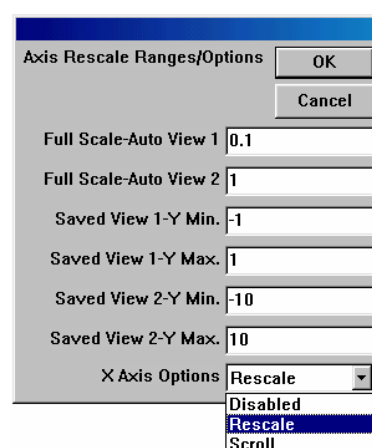 Axis Rescale Ranges/Options
OK
Cancel
Full Scale-Auto View 1 0.1
Full Scale-Auto View 2 1
Saved View 1-Y Min. -1
Saved View 1-Y Max. 1
Saved View 2-Y Min. -10
Saved View 2-Y Max. 10
X Axis Options Rescale
Disabled
Rescale
Scroll